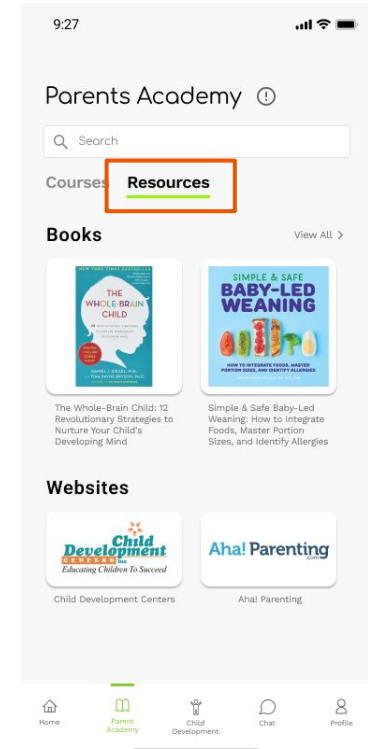 9:27
Parents Academy
Search
Courses Resources
Books
View All >
NEW YORK TIMES BESTSELLER
THE
WHOLE-BRAIN
CHILD
DANIEL J. SIEGEL, M.D.,
TINA PAYNE BRYSON, Ph.D.
SIMPLE & SAFE
BABY-LED
WEANING
HOW TO INTEGRATE FOODS, MASTER
PORTION SIZES, AND IDENTIFY ALLERGIES
The Whole-Brain Child: 12
Revolutionary Strategies to
Nurture Your Child's
Developing Mind
Simple & Safe Baby-Led
Weaning: How to Integrate
Foods, Master Portion
Sizes, and Identify Allergies
Websites
Child
Development
CENTERS Inc
Educating Children To Succeed
Aha! Parenting
.com
Child Development Centers
Aha! Parenting
Home
Parent
Academy
Child
Development
Chat
Profile